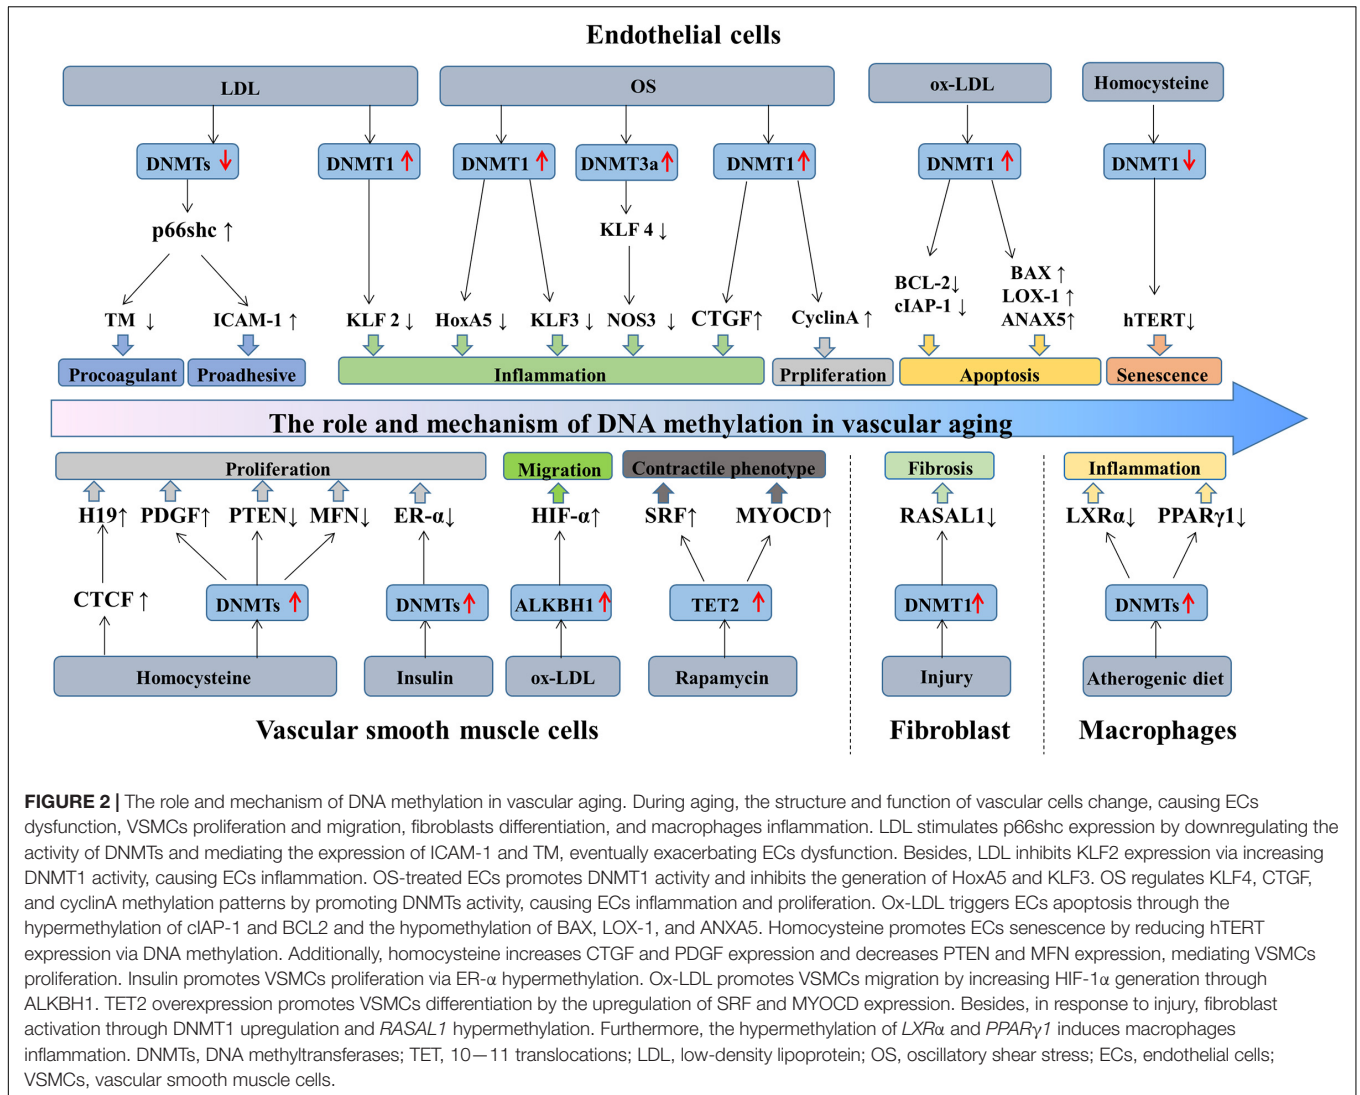 Endothelial cells
LDL OS ox-LDL Homocysteine
DNMTs ↓ DNMT1 ↑ DNMT1 ↑ DNMT3a ↑ DNMT1 ↑ DNMT1 ↑ DNMT1 ↓
p66shc ↑ KLF 4 ↓
BCL-2↓ BAX ↑
cIAP-1 ↓ LOX-1 ↑
TM ↓ ICAM-1 ↑ KLF 2 ↓ HoxA5 ↓ KLF3 ↓ NOS3 ↓ CTGF↑ CyclinA ↑ ANAX5↑ hTERT↓
Procoagulant Proadhesive Inflammation Prpliferation Apoptosis Senescence
The role and mechanism of DNA methylation in vascular aging
Proliferation Migration Contractile phenotype Fibrosis Inflammation
H19↑ PDGF↑ PTEN↓ MFN↓ ER-α↓ HIF-α↑ SRF↑ MYOCD↑ RASAL1↓ LXRα↓ PPARγ1↓
CTCF ↑ DNMTs ↑ DNMTs ↑ ALKBH1 ↑ TET2 ↑ DNMT1 ↑ DNMTs ↑
Homocysteine Insulin ox-LDL Rapamycin Injury Atherogenic diet
Vascular smooth muscle cells Fibroblast Macrophages
FIGURE 2 | The role and mechanism of DNA methylation in vascular aging. During aging, the structure and function of vascular cells change, causing ECs
dysfunction, VSMCs proliferation and migration, fibroblasts differentiation, and macrophages inflammation. LDL stimulates p66shc expression by downregulating the
activity of DNMTs and mediating the expression of ICAM-1 and TM, eventually exacerbating ECs dysfunction. Besides, LDL inhibits KLF2 expression via increasing
DNMT1 activity, causing ECs inflammation. OS-treated ECs promotes DNMT1 activity and inhibits the generation of HoxA5 and KLF3. OS regulates KLF4, CTGF,
and cyclinA methylation patterns by promoting DNMTs activity, causing ECs inflammation and proliferation. Ox-LDL triggers ECs apoptosis through the
hypermethylation of cIAP-1 and BCL2 and the hypomethylation of BAX, LOX-1, and ANXA5. Homocysteine promotes ECs senescence by reducing hTERT
expression via DNA methylation. Additionally, homocysteine increases CTGF and PDGF expression and decreases PTEN and MFN expression, mediating VSMCs
proliferation. Insulin promotes VSMCs proliferation via ER-α hypermethylation. Ox-LDL promotes VSMCs migration by increasing HIF-1α generation through
ALKBH1. TET2 overexpression promotes VSMCs differentiation by the upregulation of SRF and MYOCD expression. Besides, in response to injury, fibroblast
activation through DNMT1 upregulation and RASAL1 hypermethylation. Furthermore, the hypermethylation of LXRα and PPARγ1 induces macrophages
inflammation. DNMTs, DNA methyltransferases; TET, 10—11 translocations; LDL, low-density lipoprotein; OS, oscillatory shear stress; ECs, endothelial cells;
VSMCs, vascular smooth muscle cells.